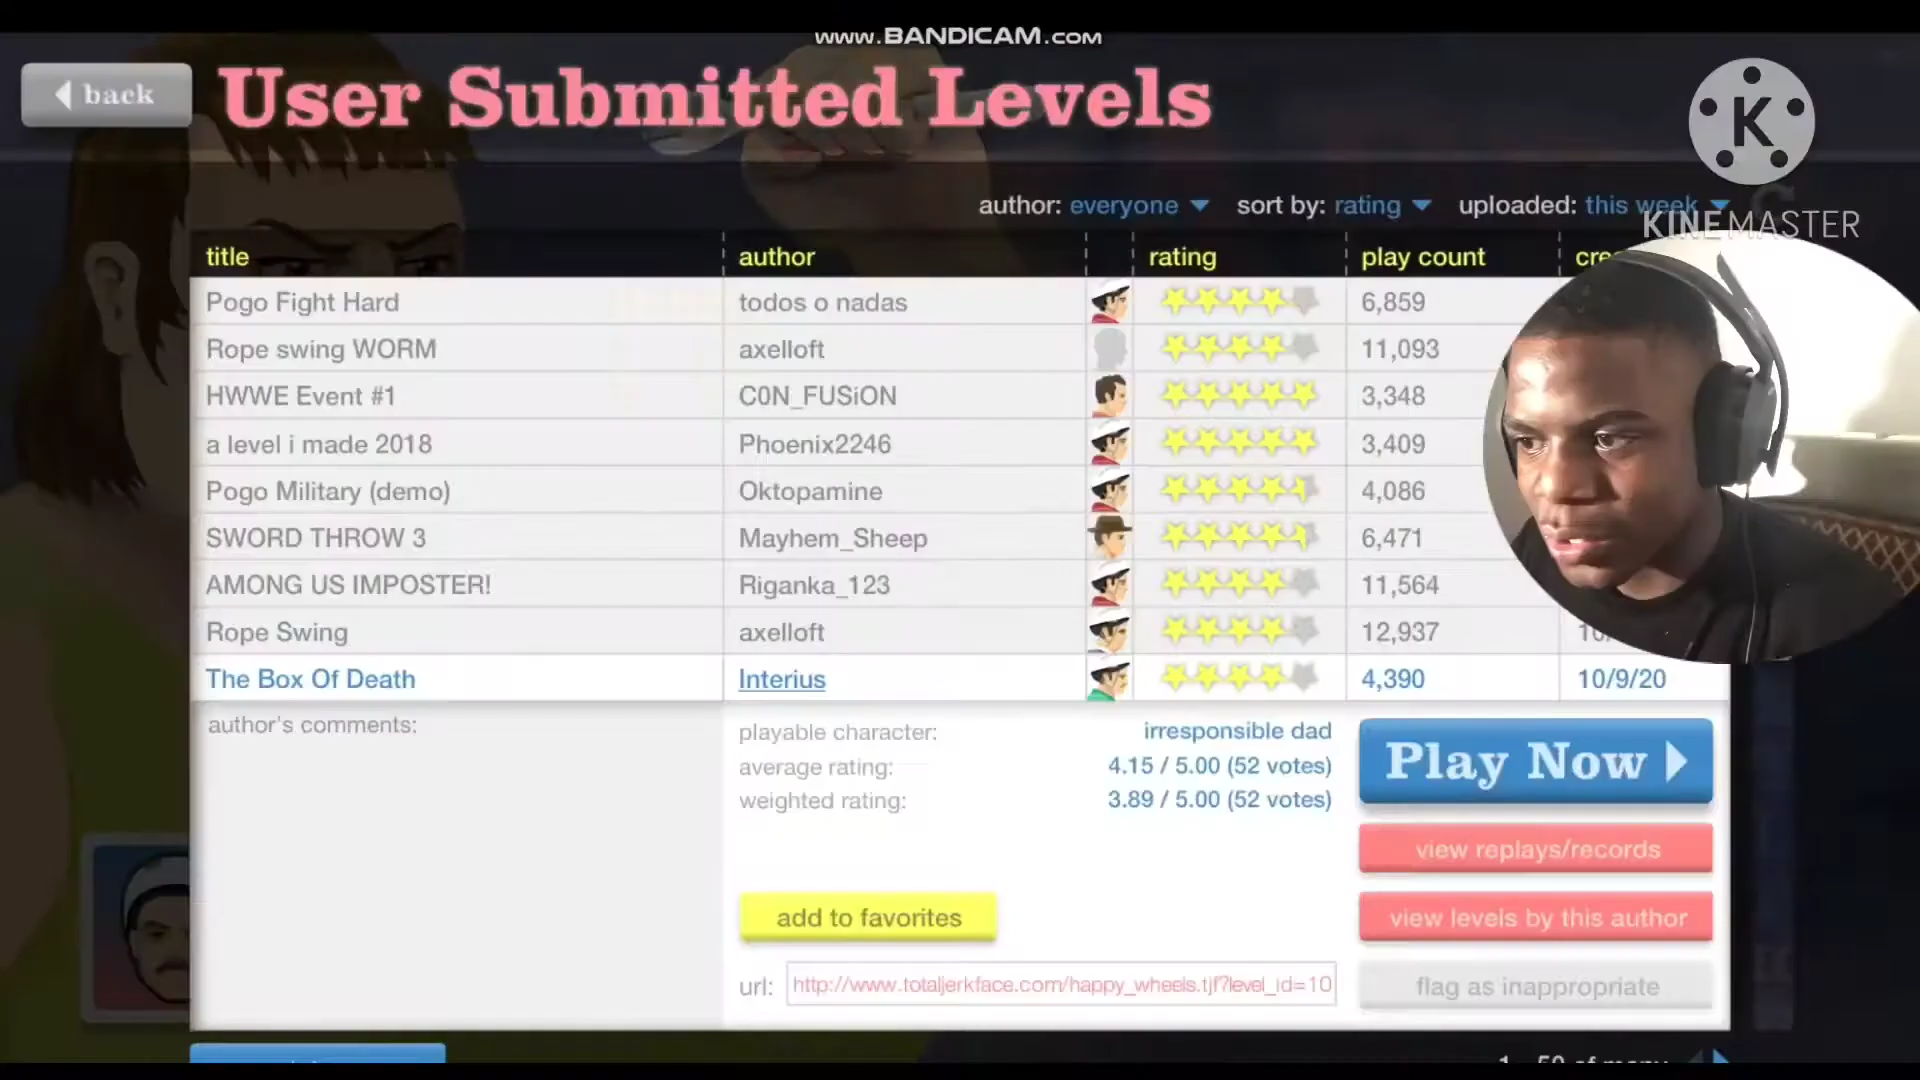 www.BANDICAM.com
back
User Submitted Levels
K
KINEMASTER
author: everyone sort by: rating uploaded: this week
title author rating play count
Pogo Fight Hard todos o nadas 6,859
Rope swing WORM axelloft 11,093
HWWE Event #1 C0N_FUSiON 3,348
a level i made 2018 Phoenix2246 3,409
Pogo Military (demo) Oktopamine 4,086
SWORD THROW 3 Mayhem_Sheep 6,471
AMONG US IMPOSTER! Riganka_123 11,564
Rope Swing axelloft 12,937
The Box Of Death Interius 4,390 10/9/20
author's comments:
playable character: irresponsible dad
average rating: 4.15 / 5.00 (52 votes)
weighted rating: 3.89 / 5.00 (52 votes)
Play Now
view replays/records
add to favorites
view levels by this author
url: http://www.totaljerkface.com/happy_wheels.tjf?level_id=10
flag as inappropriate
1 - 50 of many